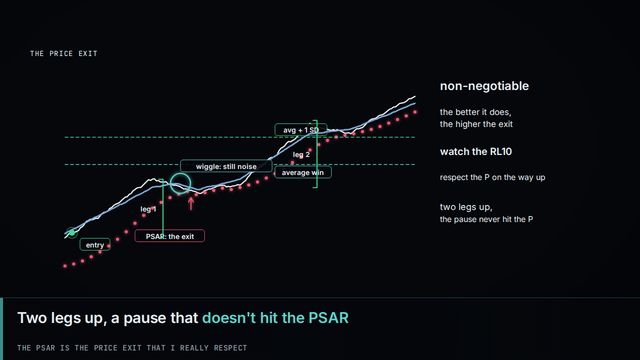 THE PRICE EXIT
non-negotiable
the better it does,
the higher the exit
watch the RL10
respect the P on the way up
two legs up,
the pause never hit the P
avg + 1 SD
leg 2
wiggle: still noise
average win
leg 1
PSAR: the exit
entry
Two legs up, a pause that doesn't hit the PSAR
THE PSAR IS THE PRICE EXIT THAT I REALLY RESPECT